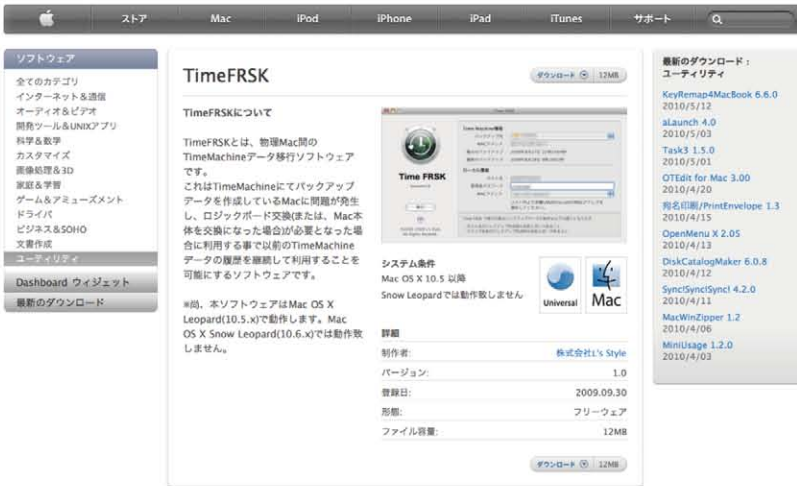 ストア
Mac
iPod
iPhone
iPad
iTunes
サポート
ソフトウェア
全てのカテゴリ
インターネット&通信
オーディオ&ビデオ
開発ツール&UNIXアプリ
科学&数学
カスタマイズ
画像処理&3D
家庭&学習
ゲーム&アミューズメント
ドライバ
ビジネス&SOHO
文書作成
ユーティリティ
Dashboard ウィジェット
最新のダウンロード
TimeFRSK
ダウンロード 12MB
TimeFRSKについて
TimeFRSKとは、物理Mac間の
TimeMachineデータ移行ソフトウェア
です。
これはTimeMachineにてバックアップ
データを作成しているMacに問題が発生
し、ロジックボード交換(または、Mac本
体を交換になった場合)が必要となった場
合に利用する事で以前のTimeMachine
データの履歴を継続して利用することを
可能にするソフトウェアです。
※尚、本ソフトウェアはMac OS X
Leopard(10.5.x)で動作します。Mac
OS X Snow Leopard(10.6.x)では動作致
しません。
Time FRSK
システム条件
Mac OS X 10.5 以降
Snow Leopardでは動作致しません
Universal
Mac
詳細
制作者: 株式会社L's Style
バージョン: 1.0
登録日: 2009.09.30
形態: フリーウェア
ファイル容量: 12MB
ダウンロード 12MB
最新のダウンロード：
ユーティリティ
KeyRemap4MacBook 6.6.0
2010/5/12
aLaunch 4.0
2010/5/03
Task3 1.5.0
2010/5/01
OTEdit for Mac 3.00
2010/4/20
宛名印刷/PrintEnvelope 1.3
2010/4/15
OpenMenu X 2.05
2010/4/13
DiskCatalogMaker 6.0.8
2010/4/12
Sync!Sync!Sync! 4.2.0
2010/4/11
MacWinZipper 1.2
2010/4/06
MiniUsage 1.2.0
2010/4/03